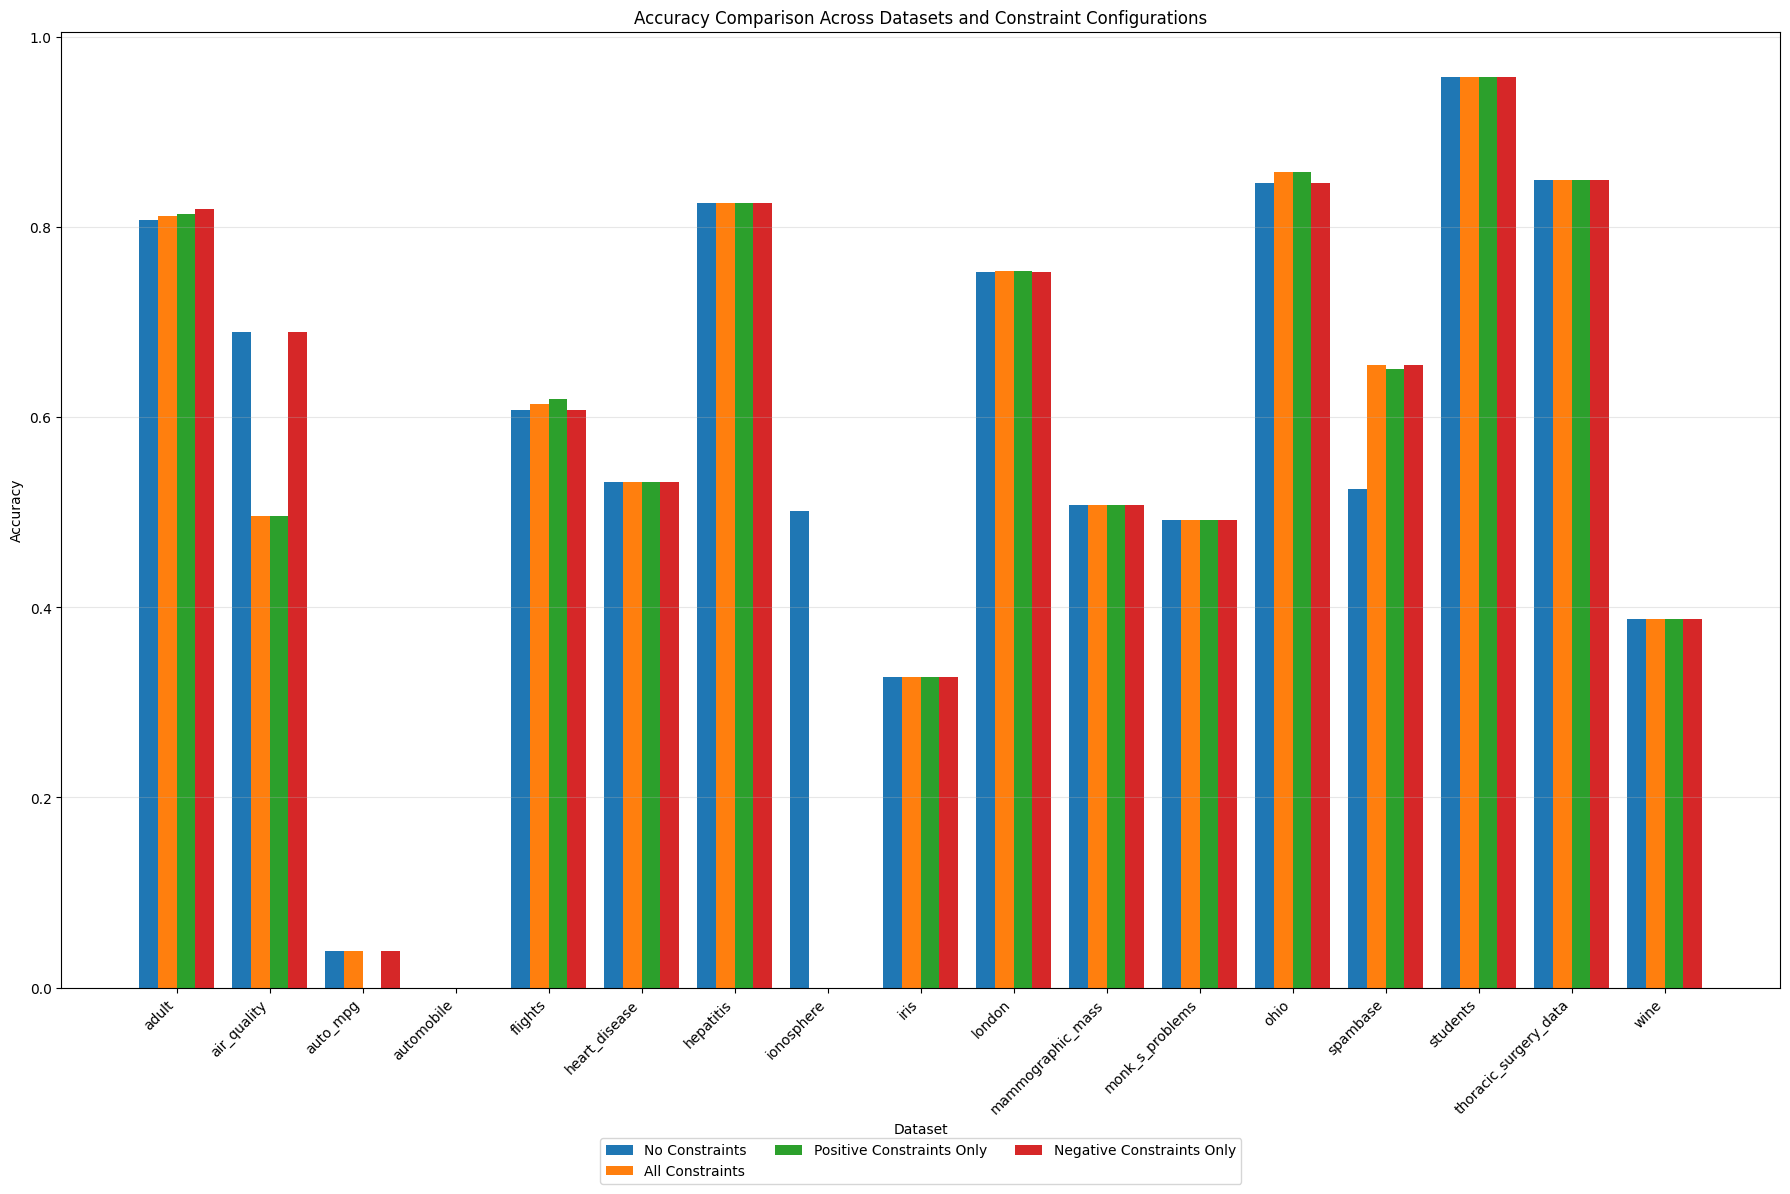 Accuracy Comparison Across Datasets and Constraint Configurations
1.0
0.8
0.6
0.4
0.2
0.0
Accuracy
adult
air_quality
auto_mpg
automobile
flights
heart_disease
hepatitis
ionosphere
iris
london
mammographic_mass
monk_s_problems
ohio
spambase
students
thoracic_surgery_data
wine
Dataset
No Constraints
All Constraints
Positive Constraints Only
Negative Constraints Only